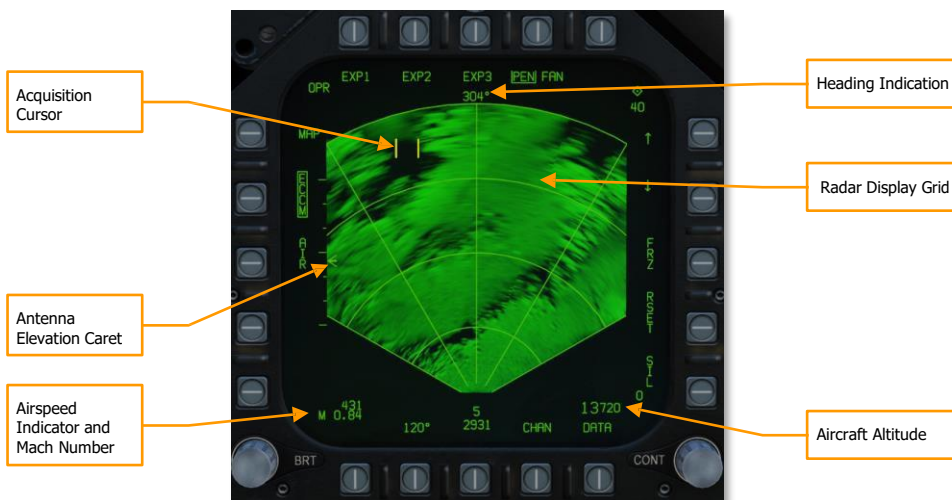 EXP1 EXP2 EXP3 PEN FAN
OPR
304°
40
MAP
ECCM
AIR
FRZ
RSET
SIL
0
431
M 0.84
13720
5
120° 2931 CHAN DATA
BRT
CONT
Acquisition
Cursor
Antenna
Elevation Caret
Airspeed
Indicator and
Mach Number
Heading Indication
Radar Display Grid
Aircraft Altitude